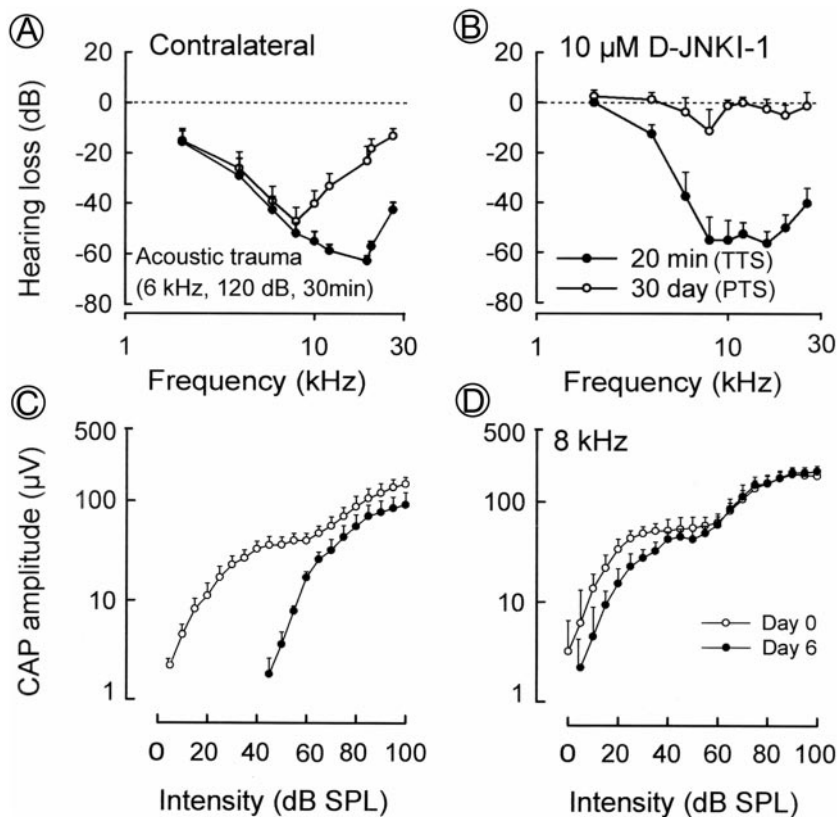 A Contralateral
20
0
-20
-40
-60
-80
Hearing loss (dB)
Acoustic trauma
(6 kHz, 120 dB, 30min)
1 10 30
Frequency (kHz)
B 10 µM D-JNKI-1
20
0
-20
-40
-60
-80
20 min (TTS)
30 day (PTS)
1 10 30
Frequency (kHz)
C
500
100
10
1
CAP amplitude (µV)
0 20 40 60 80 100
Intensity (dB SPL)
D 8 kHz
500
100
10
1
Day 0
Day 6
0 20 40 60 80 100
Intensity (dB SPL)